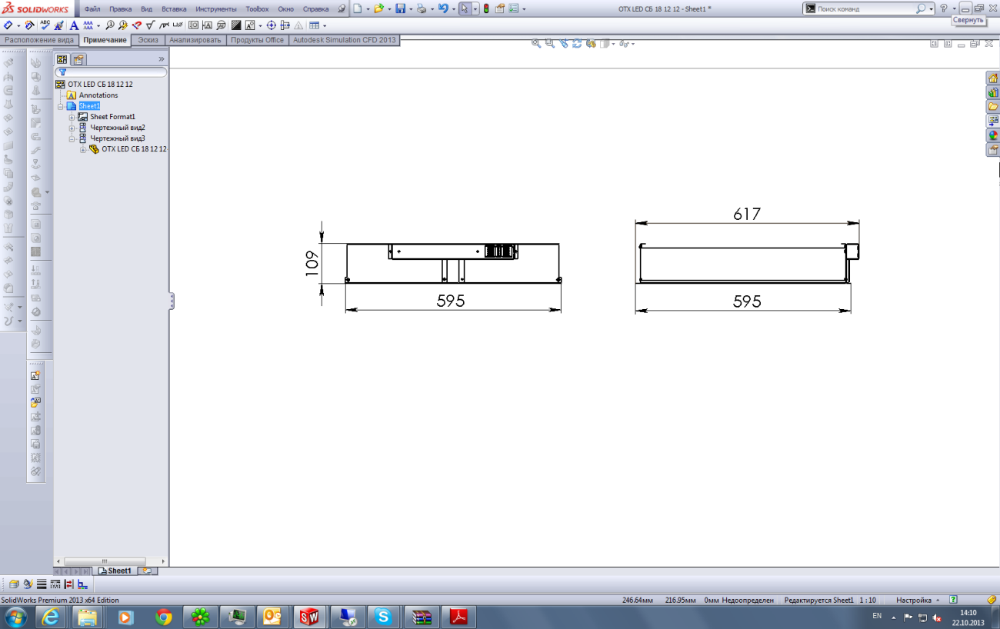 SOLIDWORKS Файл Правка Вид Вставка Инструменты Toolbox Окно Справка ОТХ LED СБ 18 12 12 - Sheet1 * Поиск команд
Свернуть
Расположение вида Примечание Эскиз Анализировать Продукты Office Autodesk Simulation CFD 2013
ОТХ LED СБ 18 12 12
Annotations
Sheet1
Sheet Format1
Чертежный вид2
Чертежный вид3
ОТХ LED СБ 18 12 12
617
109
595
595
Sheet1
SolidWorks Premium 2013 x64 Edition 246.64мм 216.95мм 0мм Недоопределен Редактируется Sheet1 1 : 10 Настройка
EN 14:10
22.10.2013